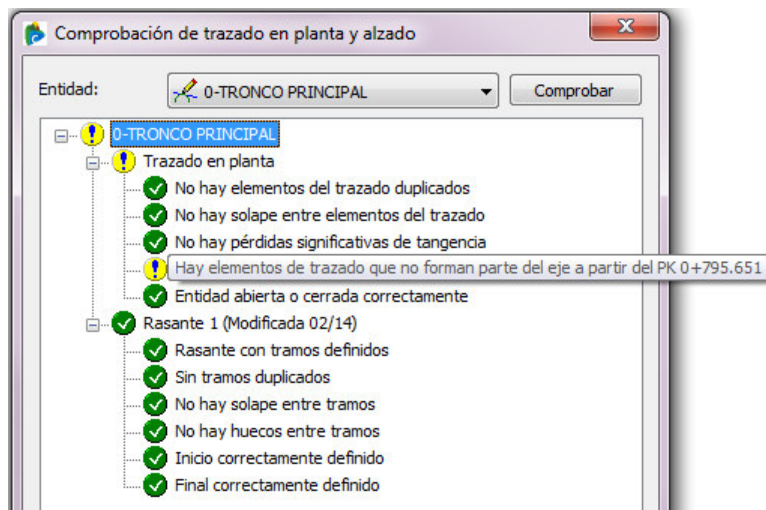 Comprobación de trazado en planta y alzado
Entidad: 0-TRONCO PRINCIPAL Comprobar
0-TRONCO PRINCIPAL
Trazado en planta
No hay elementos del trazado duplicados
No hay solape entre elementos del trazado
No hay pérdidas significativas de tangencia
Hay elementos de trazado que no forman parte del eje a partir del PK 0+795.651
Entidad abierta o cerrada correctamente
Rasante 1 (Modificada 02/14)
Rasante con tramos definidos
Sin tramos duplicados
No hay solape entre tramos
No hay huecos entre tramos
Inicio correctamente definido
Final correctamente definido